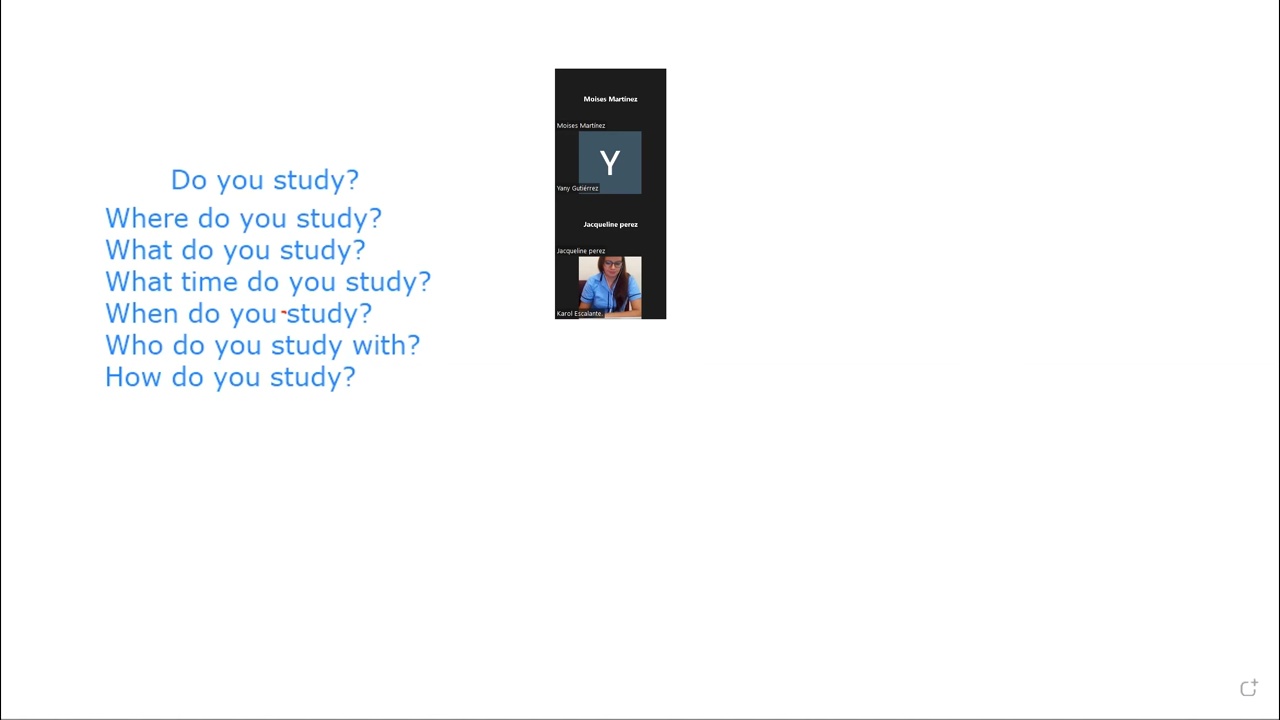 Do you study?
Where do you study?
What do you study?
What time do you study?
When do you study?
Who do you study with?
How do you study?
Moises Martinez
Moises Martínez
Y
Yany Gutiérrez
Jacqueline perez
Jacqueline perez
Karol Escalante.